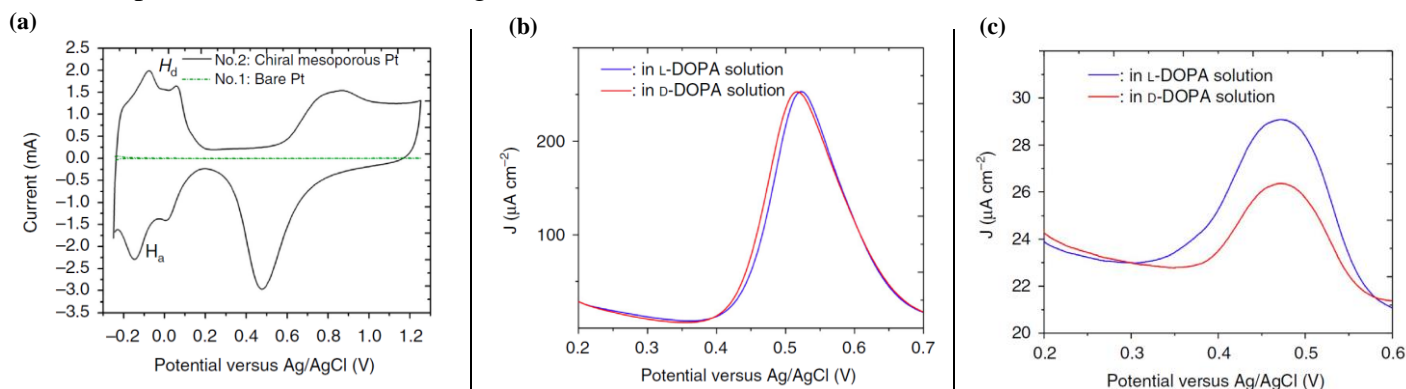 (a)
2.5
2.0
1.5
1.0
0.5
0.0
−0.5
−1.0
−1.5
−2.0
−2.5
−3.0
−3.5
Current (mA)
Hd
Ha
No.2: Chiral mesoporous Pt
No.1: Bare Pt
−0.2 0.0 0.2 0.4 0.6 0.8 1.0 1.2
Potential versus Ag/AgCl (V)
(b)
: in L-DOPA solution
: in D-DOPA solution
200
100
J (μA cm−2)
0.2 0.3 0.4 0.5 0.6 0.7
Potential versus Ag/AgCl (V)
(c)
: in L-DOPA solution
: in D-DOPA solution
30
28
26
24
22
20
J (μA cm−2)
0.2 0.3 0.4 0.5 0.6
Potential versus Ag/AgCl (V)